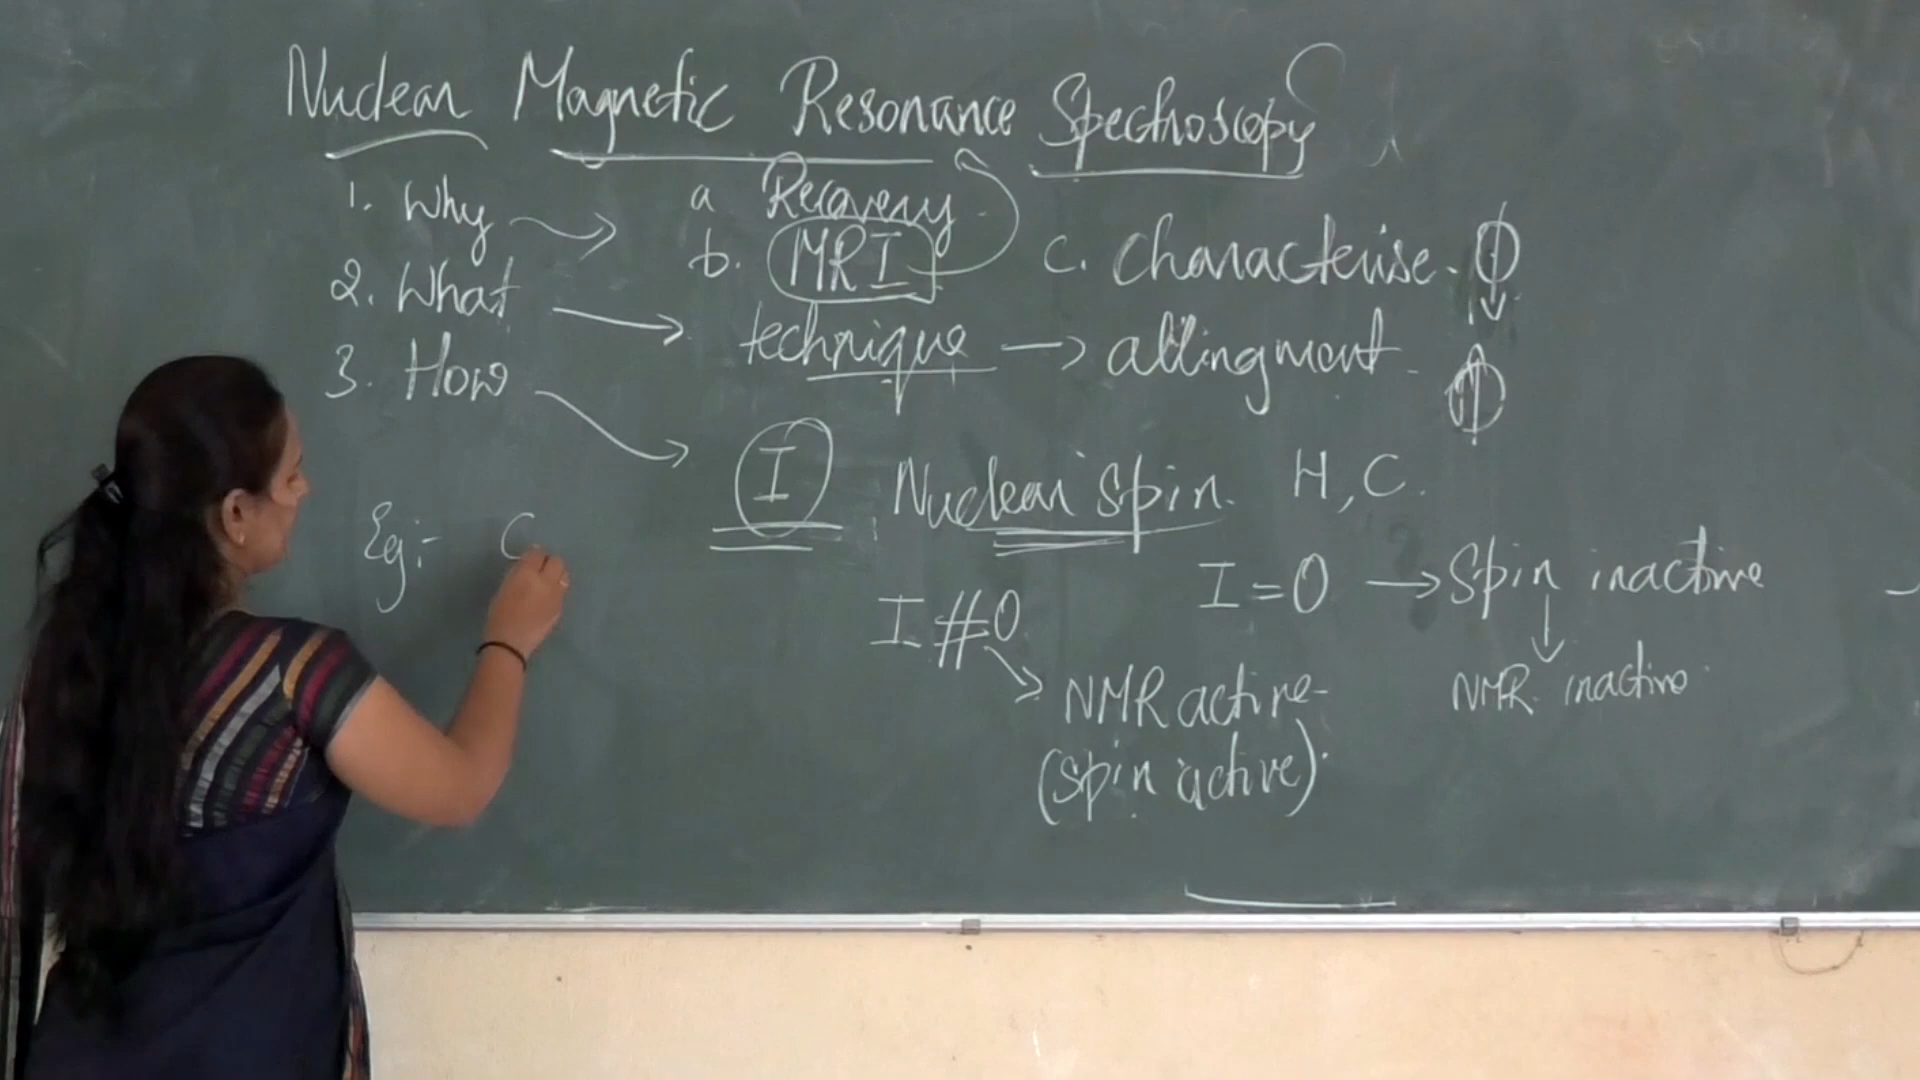 Nuclear Magnetic Resonance Spectroscopy
1. Why → a Recovery
b. MRI c. characterise.
2. What → technique → allingment
3. How → I Nuclear spin. H, C.
Eg:- C
I = 0 → Spin inactive
I ≠ 0
↓
NMR inactive
NMR active
(spin active).